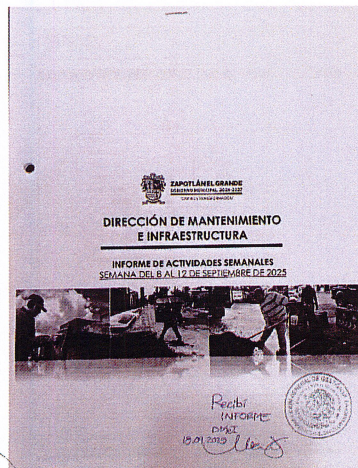 ZAPOTLÁN EL GRANDE
GOBIERNO MUNICIPAL 2024-2027
DIRECCIÓN DE MANTENIMIENTO
E INFRAESTRUCTURA
INFORME DE ACTIVIDADES SEMANALES
SEMANA DEL 8 AL 12 DE SEPTIEMBRE DE 2025
Recibí
INFORME